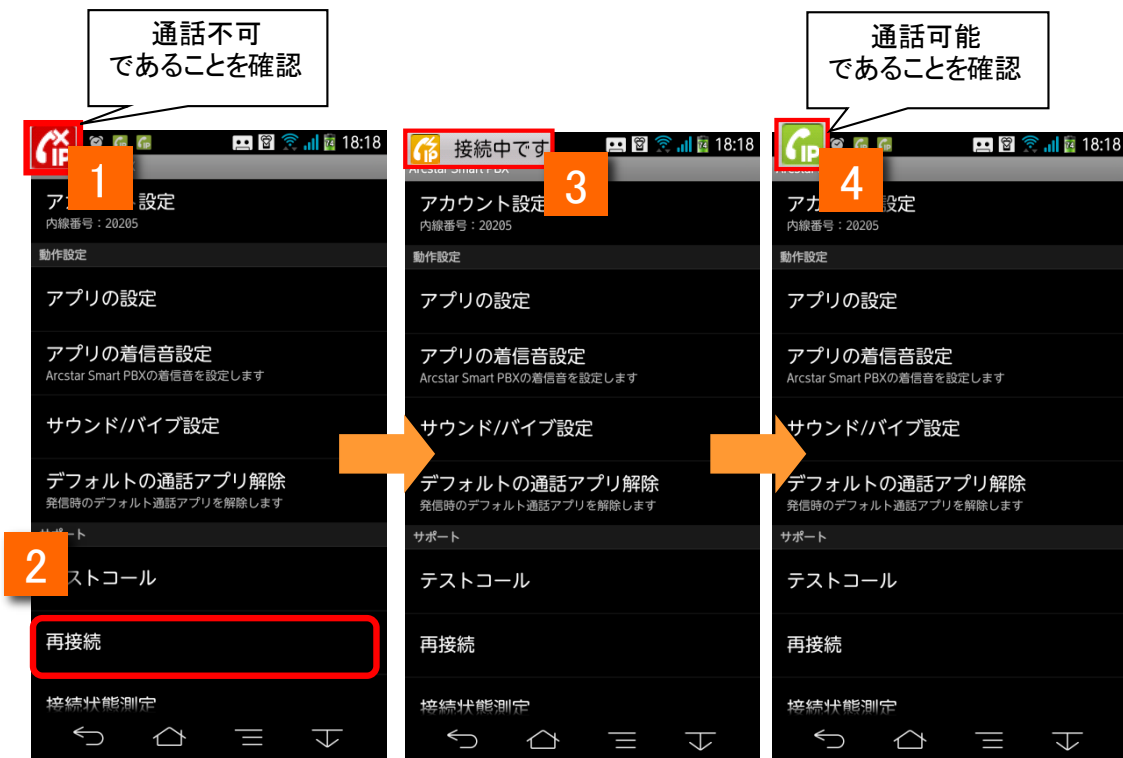 通話不可
であることを確認
通話可能
であることを確認
IP
18:18
1
設定
内線番号：20205
動作設定
アプリの設定
アプリの着信音設定
Arcstar Smart PBXの着信音を設定します
サウンド/バイブ設定
デフォルトの通話アプリ解除
発信時のデフォルト通話アプリを解除します
サポート
2
ストコール
再接続
接続状態測定
IP
接続中です
18:18
Arcstar Smart PBX
3
アカウント設定
内線番号：20205
動作設定
アプリの設定
アプリの着信音設定
Arcstar Smart PBXの着信音を設定します
サウンド/バイブ設定
デフォルトの通話アプリ解除
発信時のデフォルト通話アプリを解除します
サポート
テストコール
再接続
接続状態測定
IP
18:18
Arcstar
4
アカ 設定
内線番号：20205
動作設定
アプリの設定
アプリの着信音設定
Arcstar Smart PBXの着信音を設定します
サウンド/バイブ設定
デフォルトの通話アプリ解除
発信時のデフォルト通話アプリを解除します
サポート
テストコール
再接続
接続状態測定